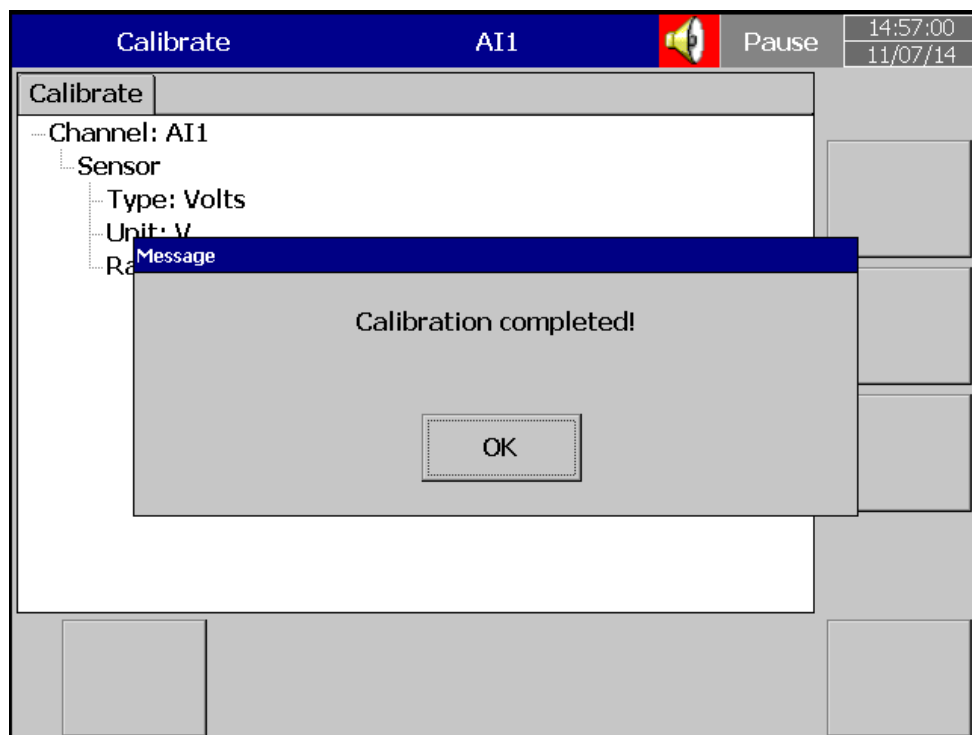 Calibrate AI1 Pause 14:57:00
11/07/14
Calibrate
Channel: AI1
Sensor
Type: Volts
Unit: V
Message
Calibration completed!
OK